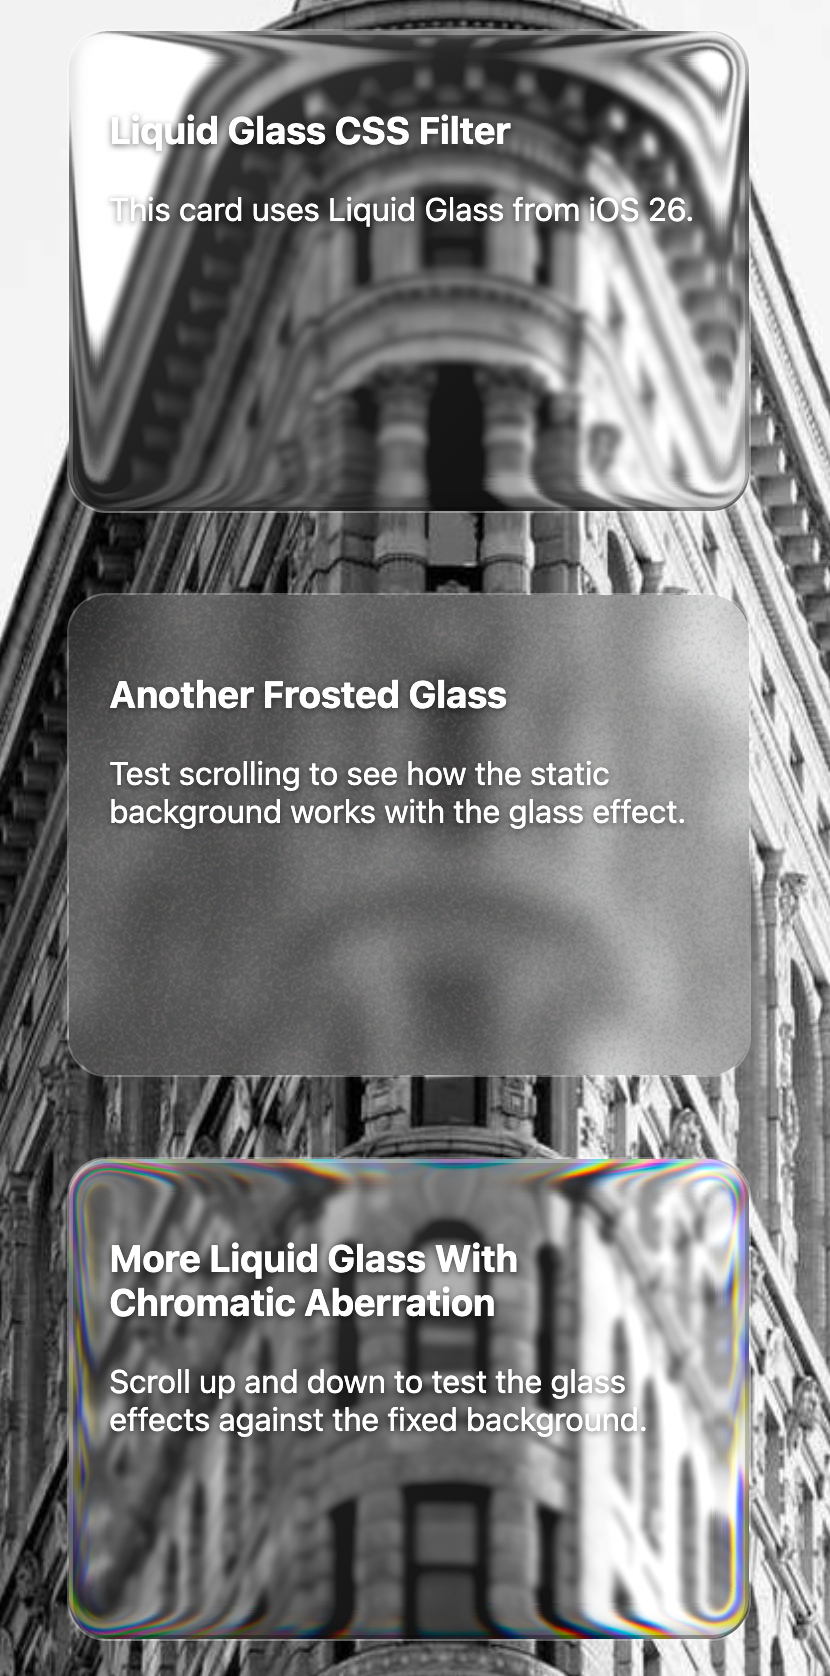 Liquid Glass CSS Filter
This card uses Liquid Glass from iOS 26.
Another Frosted Glass
Test scrolling to see how the static
background works with the glass effect.
More Liquid Glass With
Chromatic Aberration
Scroll up and down to test the glass
effects against the fixed background.